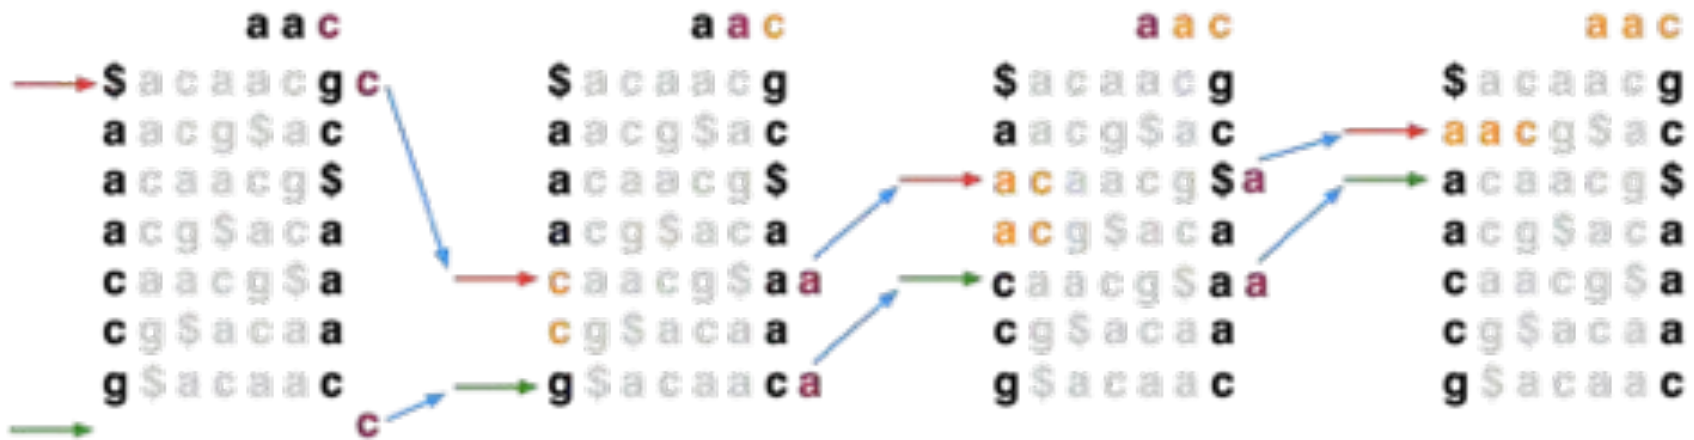 a a c a a c a a c a a c
$ a c a a c g c $ a c a a c g $ a c a a c g $ a c a a c g
a a c g $ a c a a c g $ a c a a c g $ a c a a c g $ a c
a c a a c g $ a c a a c g $ a c a a c g $ a a c a a c g $
a c g $ a c a a c g $ a c a a c g $ a c a a c g $ a c a
c a a c g $ a c a a c g $ a a c a a c g $ a a c a a c g $ a
c g $ a c a a c g $ a c a a c g $ a c a a c g $ a c a a
g $ a c a a c g $ a c a a c a g $ a c a a c g $ a c a a c
c